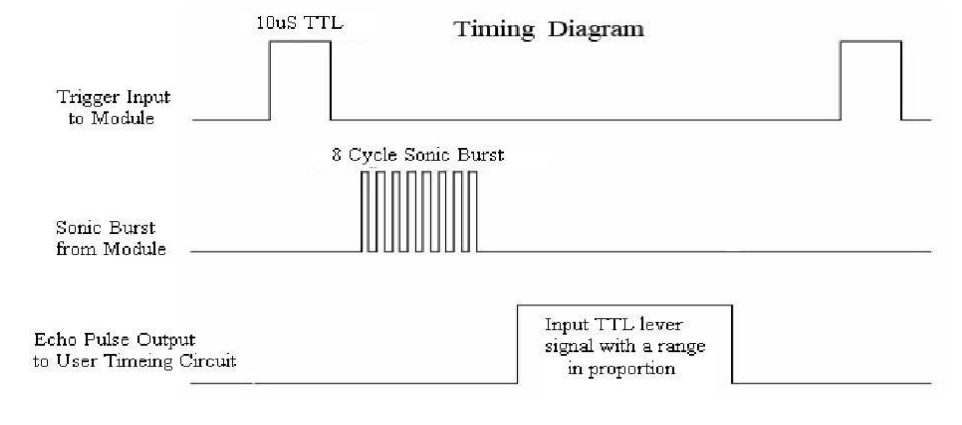 10uS TTL
Timing Diagram
Trigger Input
to Module
8 Cycle Sonic Burst
Sonic Burst
from Module
Echo Pulse Output
to User Timeing Circuit
Input TTL lever
signal with a range
in proportion